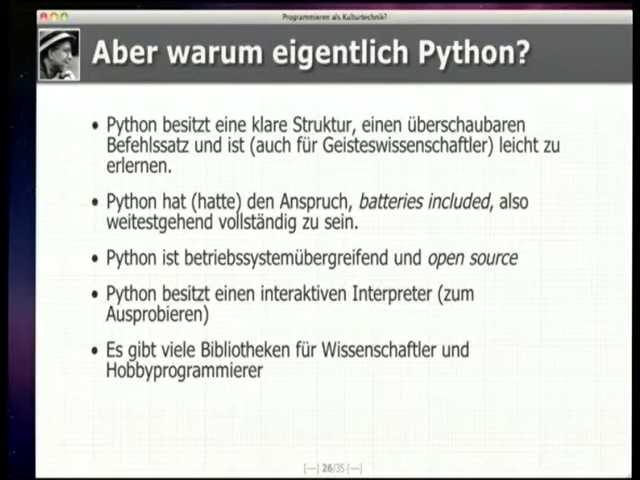 Programmieren als Kulturtechnik?
Aber warum eigentlich Python?
• Python besitzt eine klare Struktur, einen überschaubaren
Befehlssatz und ist (auch für Geisteswissenschaftler) leicht zu
erlernen.
• Python hat (hatte) den Anspruch, batteries included, also
weitestgehend vollständig zu sein.
• Python ist betriebssystemübergreifend und open source
• Python besitzt einen interaktiven Interpreter (zum
Ausprobieren)
• Es gibt viele Bibliotheken für Wissenschaftler und
Hobbyprogrammierer
[—] 26/35 [—]